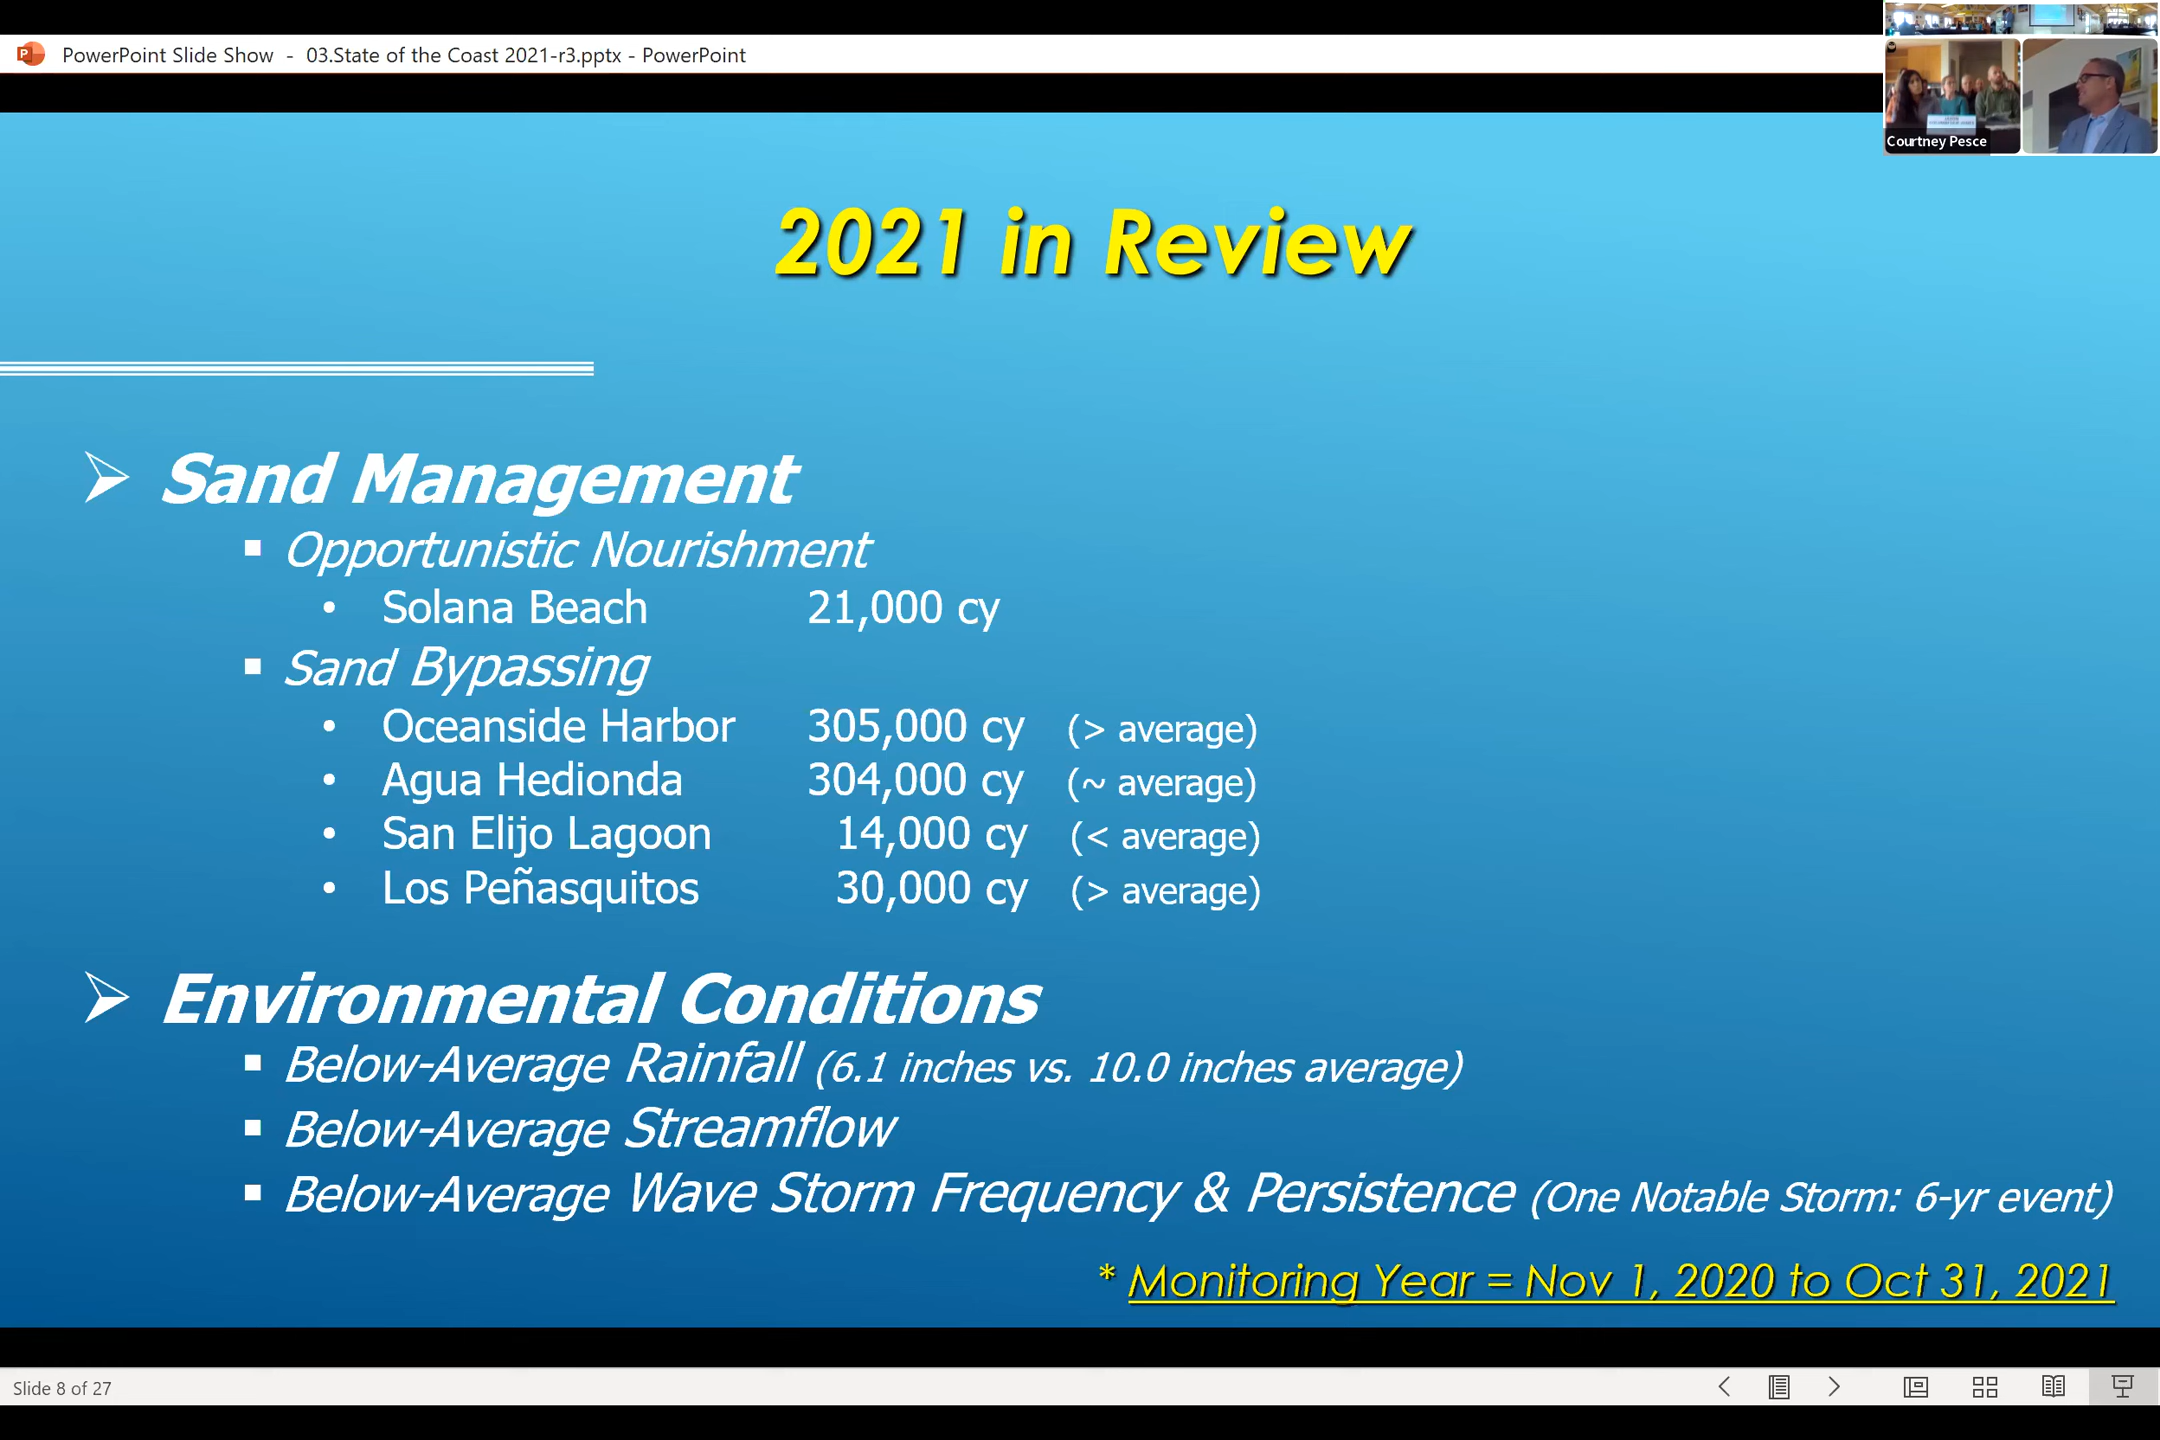 PowerPoint Slide Show - 03.State of the Coast 2021-r3.pptx - PowerPoint
Courtney Pesce
2021 in Review
➢ Sand Management
▪ Opportunistic Nourishment
• Solana Beach 21,000 cy
▪ Sand Bypassing
• Oceanside Harbor 305,000 cy (> average)
• Agua Hedionda 304,000 cy (~ average)
• San Elijo Lagoon 14,000 cy (< average)
• Los Peñasquitos 30,000 cy (> average)
➢ Environmental Conditions
▪ Below-Average Rainfall (6.1 inches vs. 10.0 inches average)
▪ Below-Average Streamflow
▪ Below-Average Wave Storm Frequency & Persistence (One Notable Storm: 6-yr event)
* Monitoring Year = Nov 1, 2020 to Oct 31, 2021
Slide 8 of 27